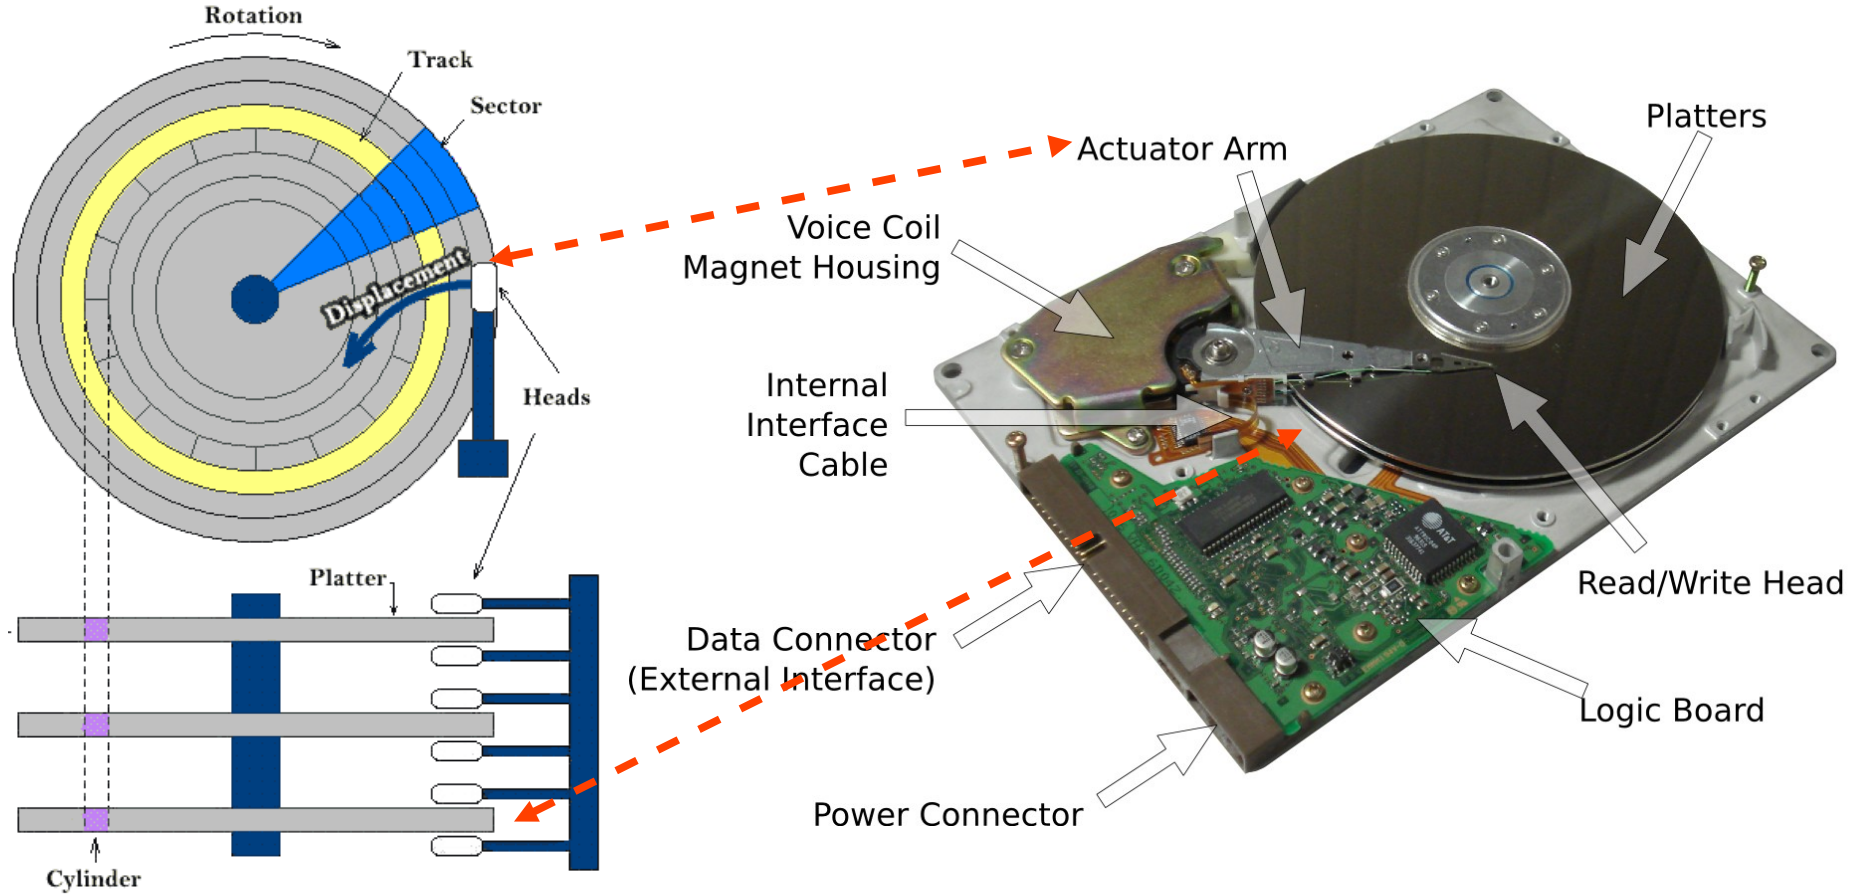 Rotation
Track
Sector
Displacement
Heads
Platter
Cylinder
Actuator Arm
Platters
Voice Coil
Magnet Housing
Internal
Interface
Cable
AT&T
Read/Write Head
Data Connector
(External Interface)
Logic Board
Power Connector